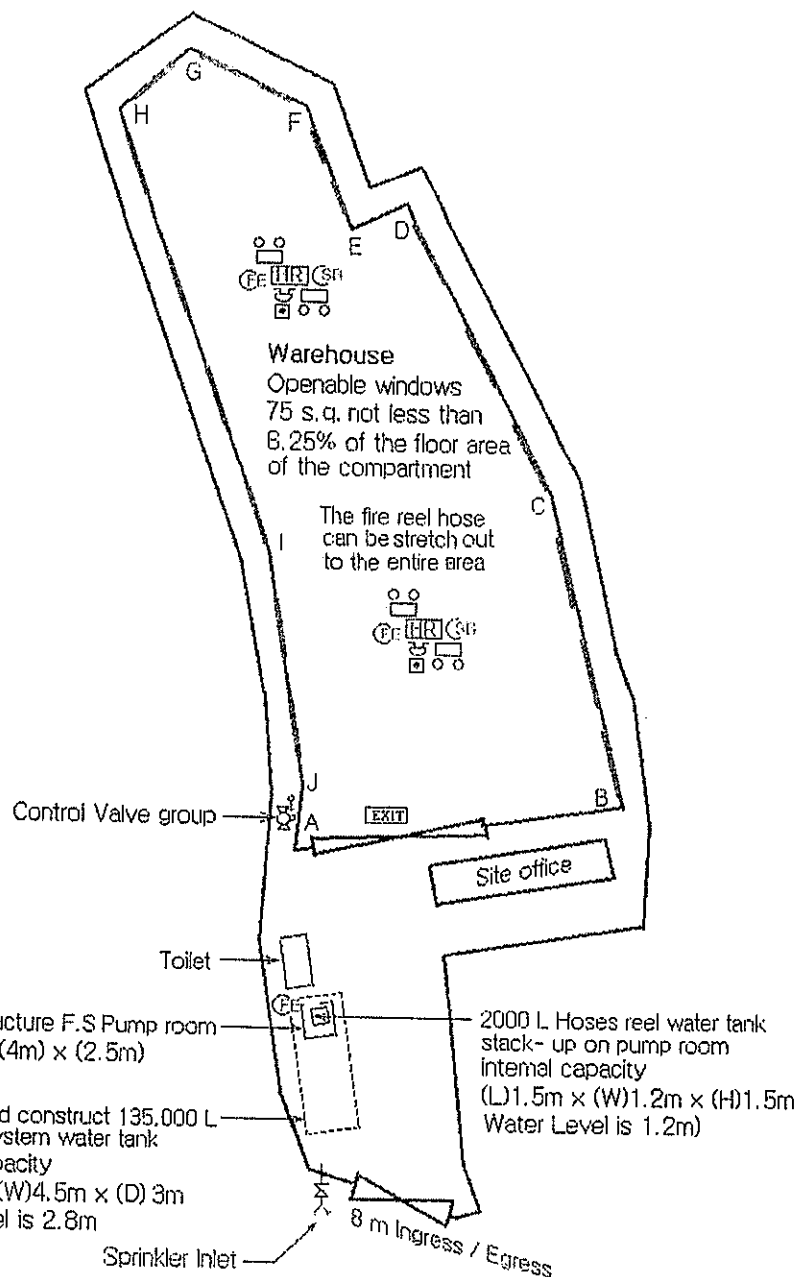 G
H
F
D
E
FE HR SB
Warehouse
Openable windows
75 s.q. not less than
6.25% of the floor area
of the compartment
C
I
The fire reel hose
can be stretch out
to the entire area
FE HR SB
J
Control Valve group
A
EXIT
B
Site office
Toilet
FE
ucture F.S Pump room
(4m) x (2.5m)
2000 L Hoses reel water tank
stack-up on pump room
internal capacity
(L)1.5m x (W)1.2m x (H)1.5m
Water Level is 1.2m)
d construct 135,000 L
ystem water tank
pacity
(W)4.5m x (D) 3m
el is 2.8m
8 m Ingress / Egress
Sprinkler Inlet